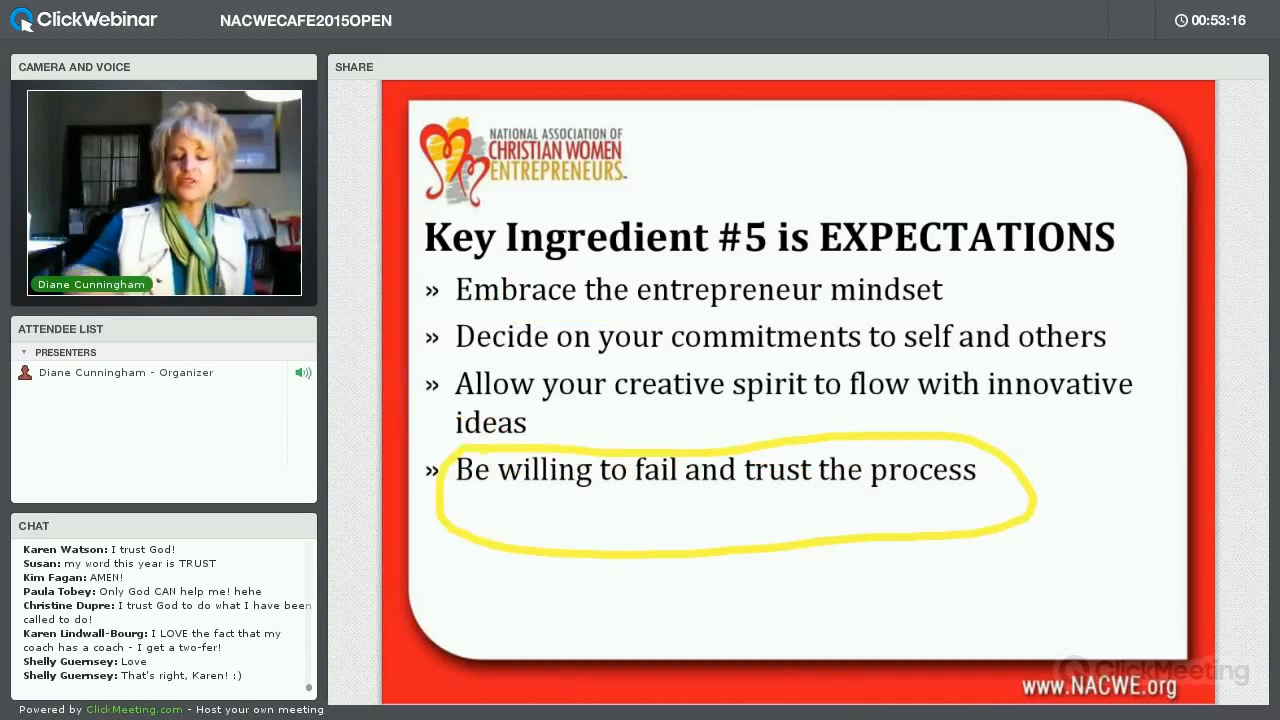 ClickWebinar
NACWECAFE2015OPEN
00:53:16
CAMERA AND VOICE
Diane Cunningham
ATTENDEE LIST
PRESENTERS
Diane Cunningham - Organizer
CHAT
Karen Watson: I trust God!
Susan: my word this year is TRUST
Kim Fagan: AMEN!
Paula Tobey: Only God CAN help me! hehe
Christine Dupre: I trust God to do what I have been
called to do!
Karen Lindwall-Bourg: I LOVE the fact that my
coach is also a - I get a two-fer!
Shelly Guernsey: Love
Shelly Guernsey: That's right, Karen! :)
Powered by ClickMeeting.com - Host your own meeting
SHARE
NATIONAL ASSOCIATION OF
CHRISTIAN WOMEN
ENTREPRENEURS
Key Ingredient #5 is EXPECTATIONS
» Embrace the entrepreneur mindset
» Decide on your commitments to self and others
» Allow your creative spirit to flow with innovative
ideas
» Be willing to fail and trust the process
ClickMeeting
www.NACWE.org